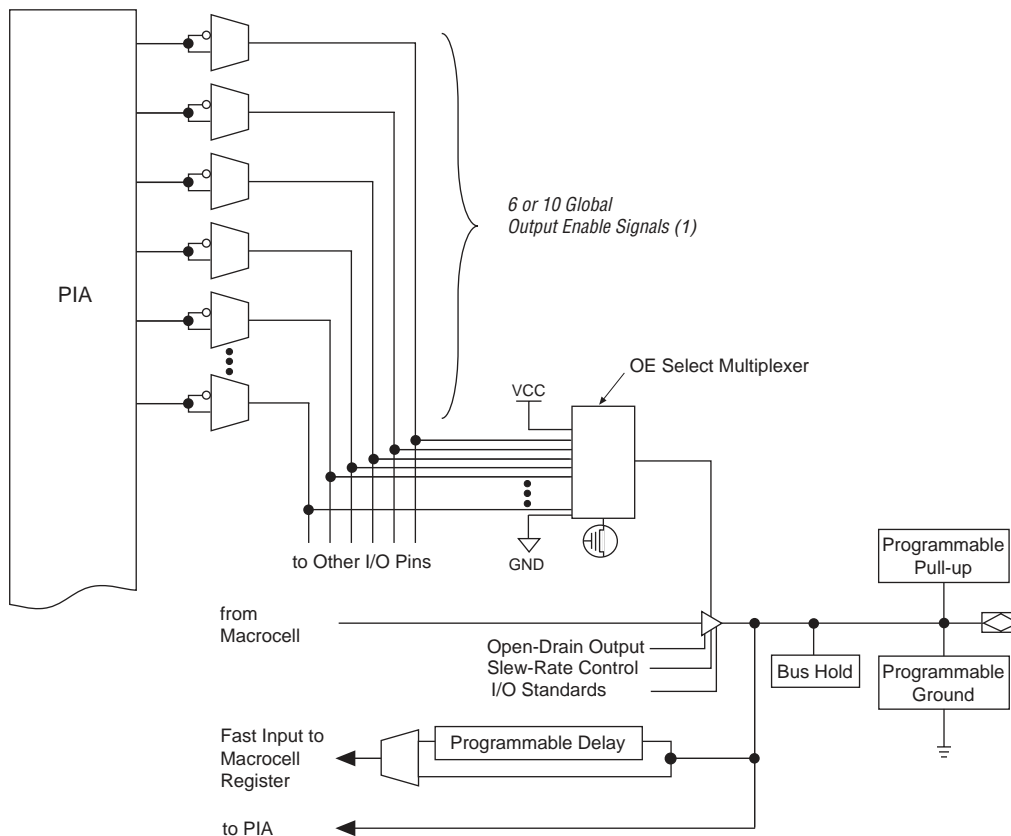 6 or 10 Global
Output Enable Signals (1)
PIA
OE Select Multiplexer
VCC
to Other I/O Pins
GND
Programmable
Pull-up
from
Macrocell
Open-Drain Output
Slew-Rate Control
I/O Standards
Bus Hold
Programmable
Ground
Fast Input to
Macrocell
Register
Programmable Delay
to PIA